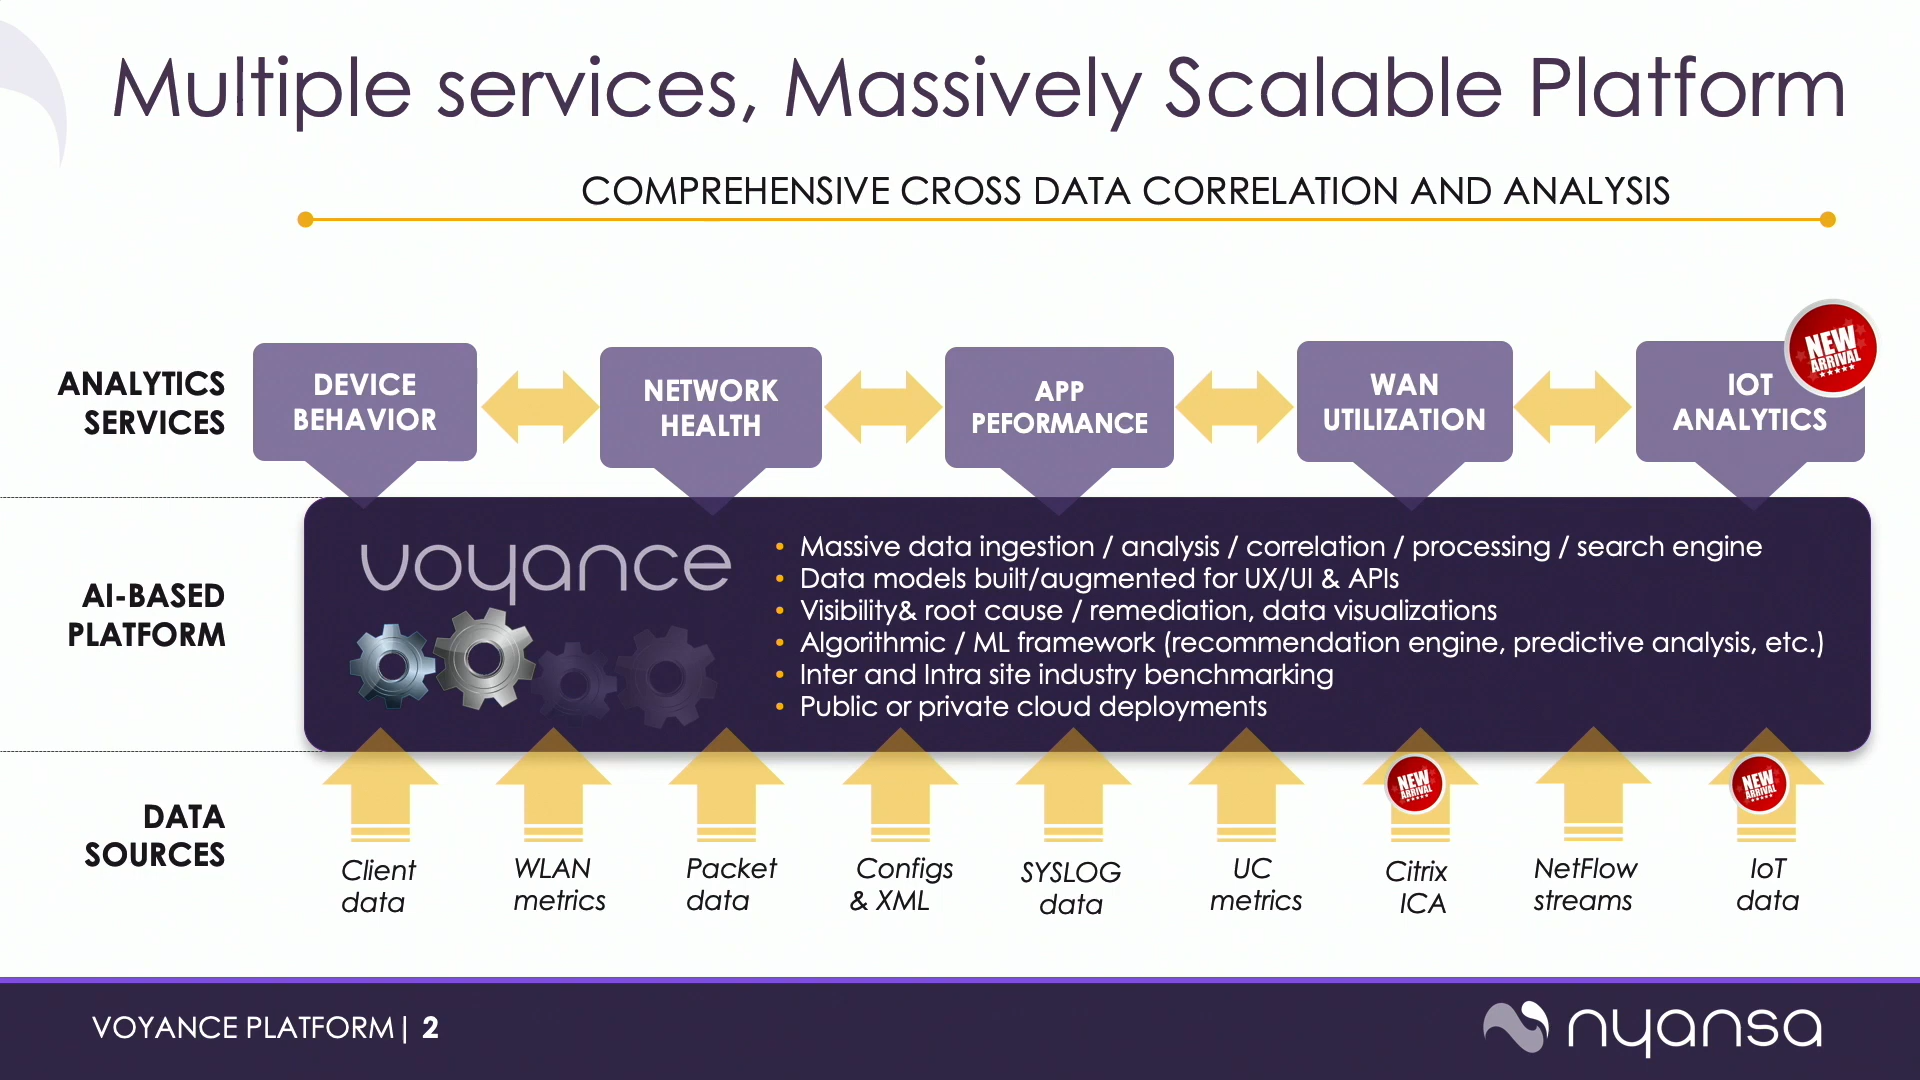 Multiple services, Massively Scalable Platform
COMPREHENSIVE CROSS DATA CORRELATION AND ANALYSIS
ANALYTICS
SERVICES
DEVICE
BEHAVIOR
NETWORK
HEALTH
APP
PEFORMANCE
WAN
UTILIZATION
IOT
ANALYTICS
NEW
ARRIVAL
AI-BASED
PLATFORM
voyance
• Massive data ingestion / analysis / correlation / processing / search engine
• Data models built/augmented for UX/UI & APIs
• Visibility& root cause / remediation, data visualizations
• Algorithmic / ML framework (recommendation engine, predictive analysis, etc.)
• Inter and Intra site industry benchmarking
• Public or private cloud deployments
DATA
SOURCES
NEW
ARRIVAL
NEW
ARRIVAL
Client
data
WLAN
metrics
Packet
data
Configs
& XML
SYSLOG
data
UC
metrics
Citrix
ICA
NetFlow
streams
IoT
data
VOYANCE PLATFORM| 2
nyansa